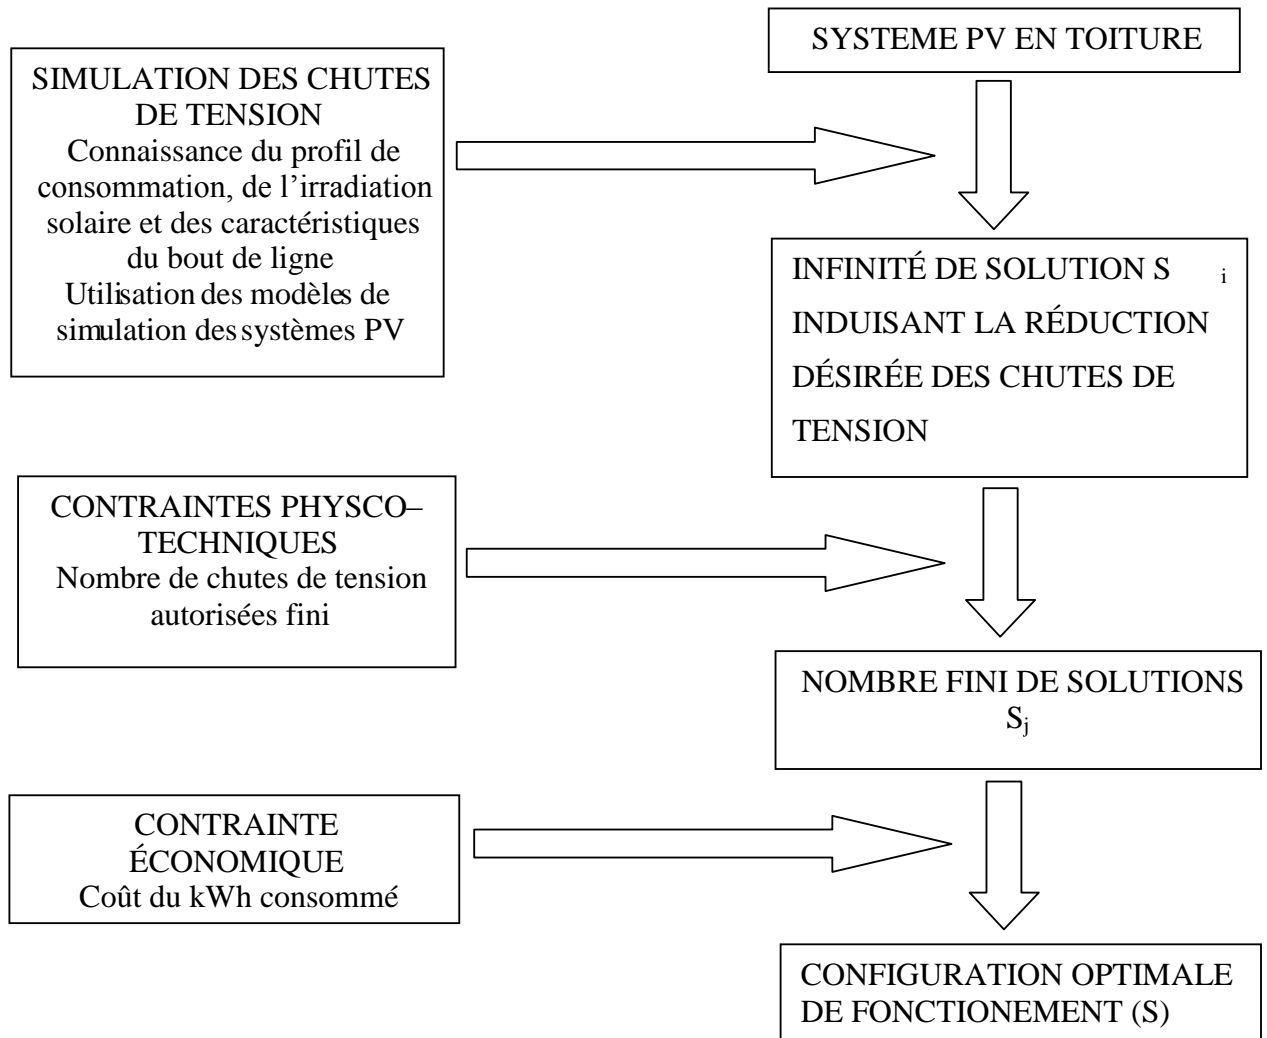 SYSTEME PV EN TOITURE
SIMULATION DES CHUTES
DE TENSION
Connaissance du profil de
consommation, de l’irradiation
solaire et des caractéristiques
du bout de ligne
Utilisation des modèles de
simulation des systèmes PV
INFINITÉ DE SOLUTION S i
INDUISANT LA RÉDUCTION
DÉSIRÉE DES CHUTES DE
TENSION
CONTRAINTES PHYSCO–
TECHNIQUES
Nombre de chutes de tension
autorisées fini
NOMBRE FINI DE SOLUTIONS
Sj
CONTRAINTE
ÉCONOMIQUE
Coût du kWh consommé
CONFIGURATION OPTIMALE
DE FONCTIONEMENT (S)